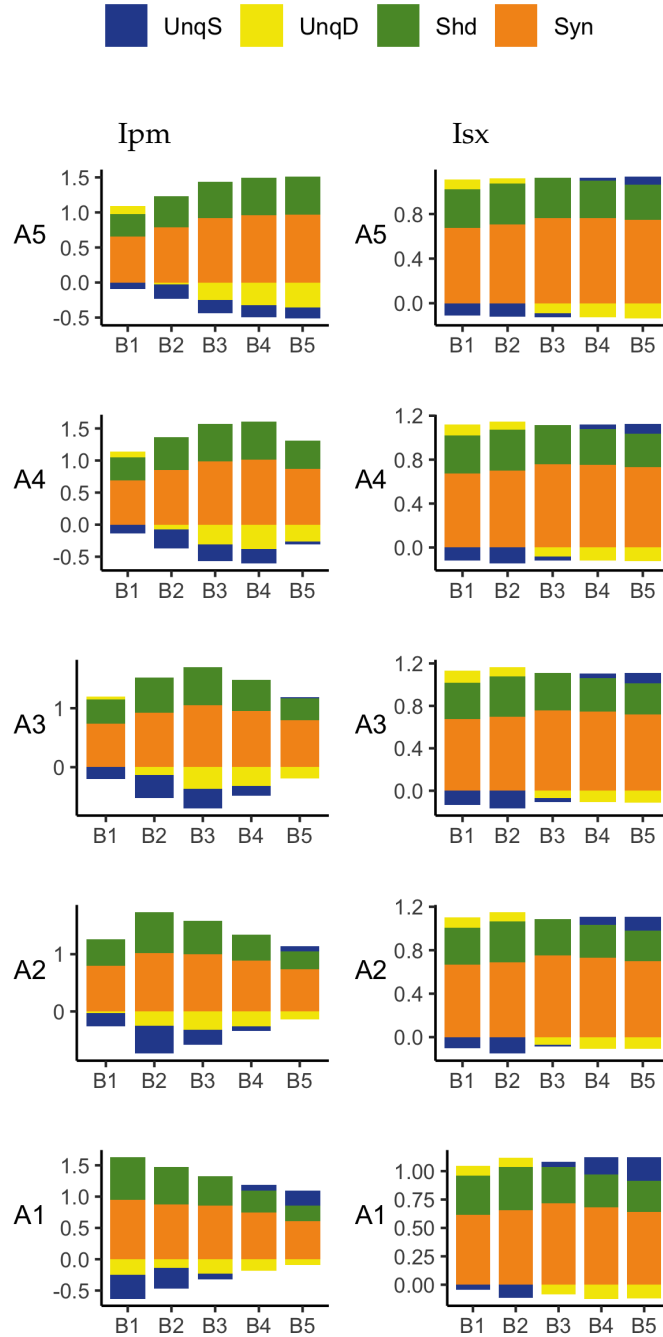 UnqS UnqD Shd Syn
Ipm Isx
A5 1.5 1.0 0.5 0.0 -0.5 A5 0.8 0.4 0.0
B1 B2 B3 B4 B5 B1 B2 B3 B4 B5
A4 1.5 1.0 0.5 0.0 -0.5 A4 1.2 0.8 0.4 0.0
B1 B2 B3 B4 B5 B1 B2 B3 B4 B5
A3 1 0 A3 1.2 0.8 0.4 0.0
B1 B2 B3 B4 B5 B1 B2 B3 B4 B5
A2 1 0 A2 1.2 0.8 0.4 0.0
B1 B2 B3 B4 B5 B1 B2 B3 B4 B5
A1 1.5 1.0 0.5 0.0 -0.5 A1 1.00 0.75 0.50 0.25 0.00
B1 B2 B3 B4 B5 B1 B2 B3 B4 B5